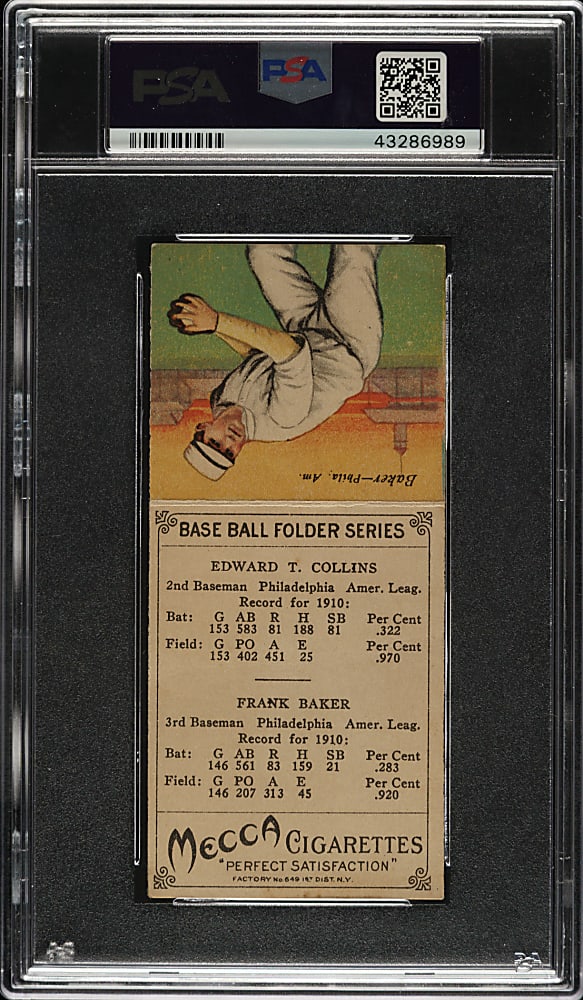 PSA PSA
43286989
Baker—Phila. Am.
BASE BALL FOLDER SERIES
EDWARD T. COLLINS
2nd Baseman Philadelphia Amer. Leag.
Record for 1910:
Bat: G AB R H SB Per Cent
153 583 81 188 81 .322
Field: G PO A E Per Cent
153 402 451 25 .970
FRANK BAKER
3rd Baseman Philadelphia Amer. Leag.
Record for 1910:
Bat: G AB R H SB Per Cent
146 561 83 159 21 .283
Field: G PO A E Per Cent
146 207 313 45 .920
MECCA CIGARETTES
"PERFECT SATISFACTION"
FACTORY No 649 1ST DIST. N.Y.